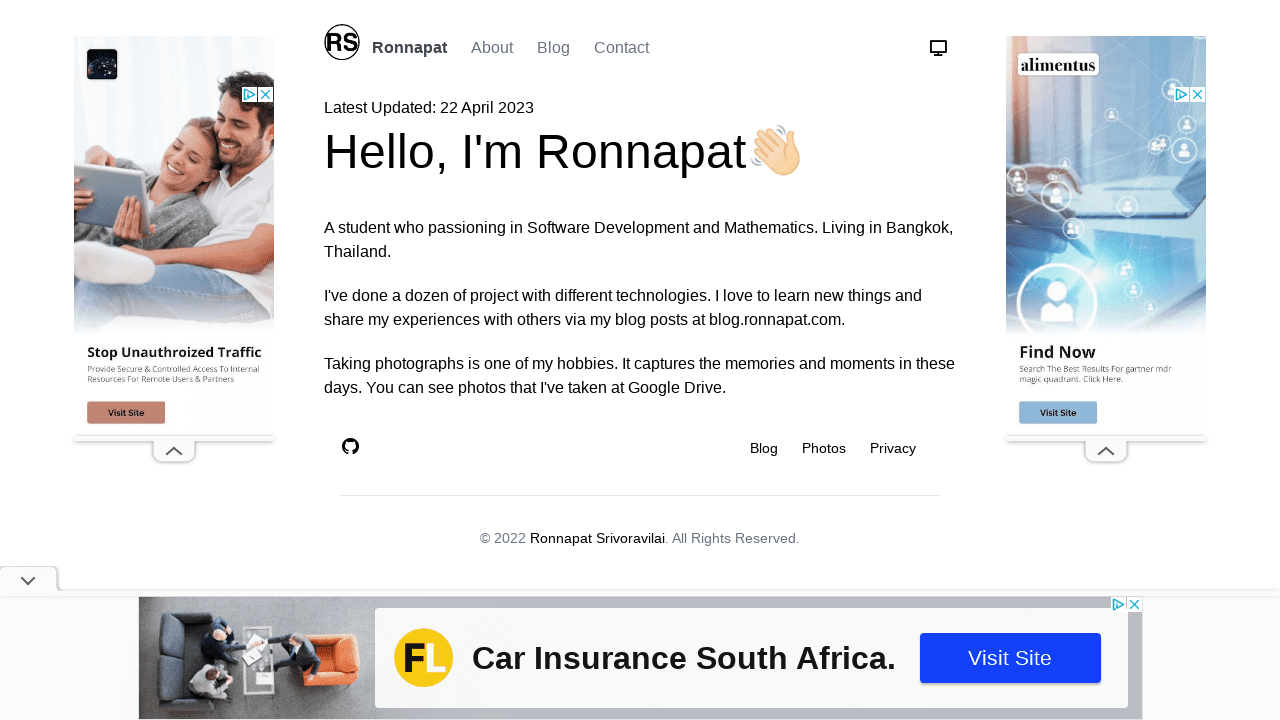 RS Ronnapat About Blog Contact
Latest Updated: 22 April 2023
Hello, I'm Ronnapat👋🏻
A student who passioning in Software Development and Mathematics. Living in Bangkok,
Thailand.
I've done a dozen of project with different technologies. I love to learn new things and
share my experiences with others via my blog posts at blog.ronnapat.com.
Taking photographs is one of my hobbies. It captures the memories and moments in these
days. You can see photos that I've taken at Google Drive.
Blog Photos Privacy
© 2022 Ronnapat Srivoravilai. All Rights Reserved.
Stop Unauthroized Traffic
Provide Secure & Controlled Access To Internal
Resources For Remote Users & Partners
Visit Site
alimentus
Find Now
Search The Best Results For gartner mdr
magic quadrant. Click Here.
Visit Site
FL Car Insurance South Africa. Visit Site